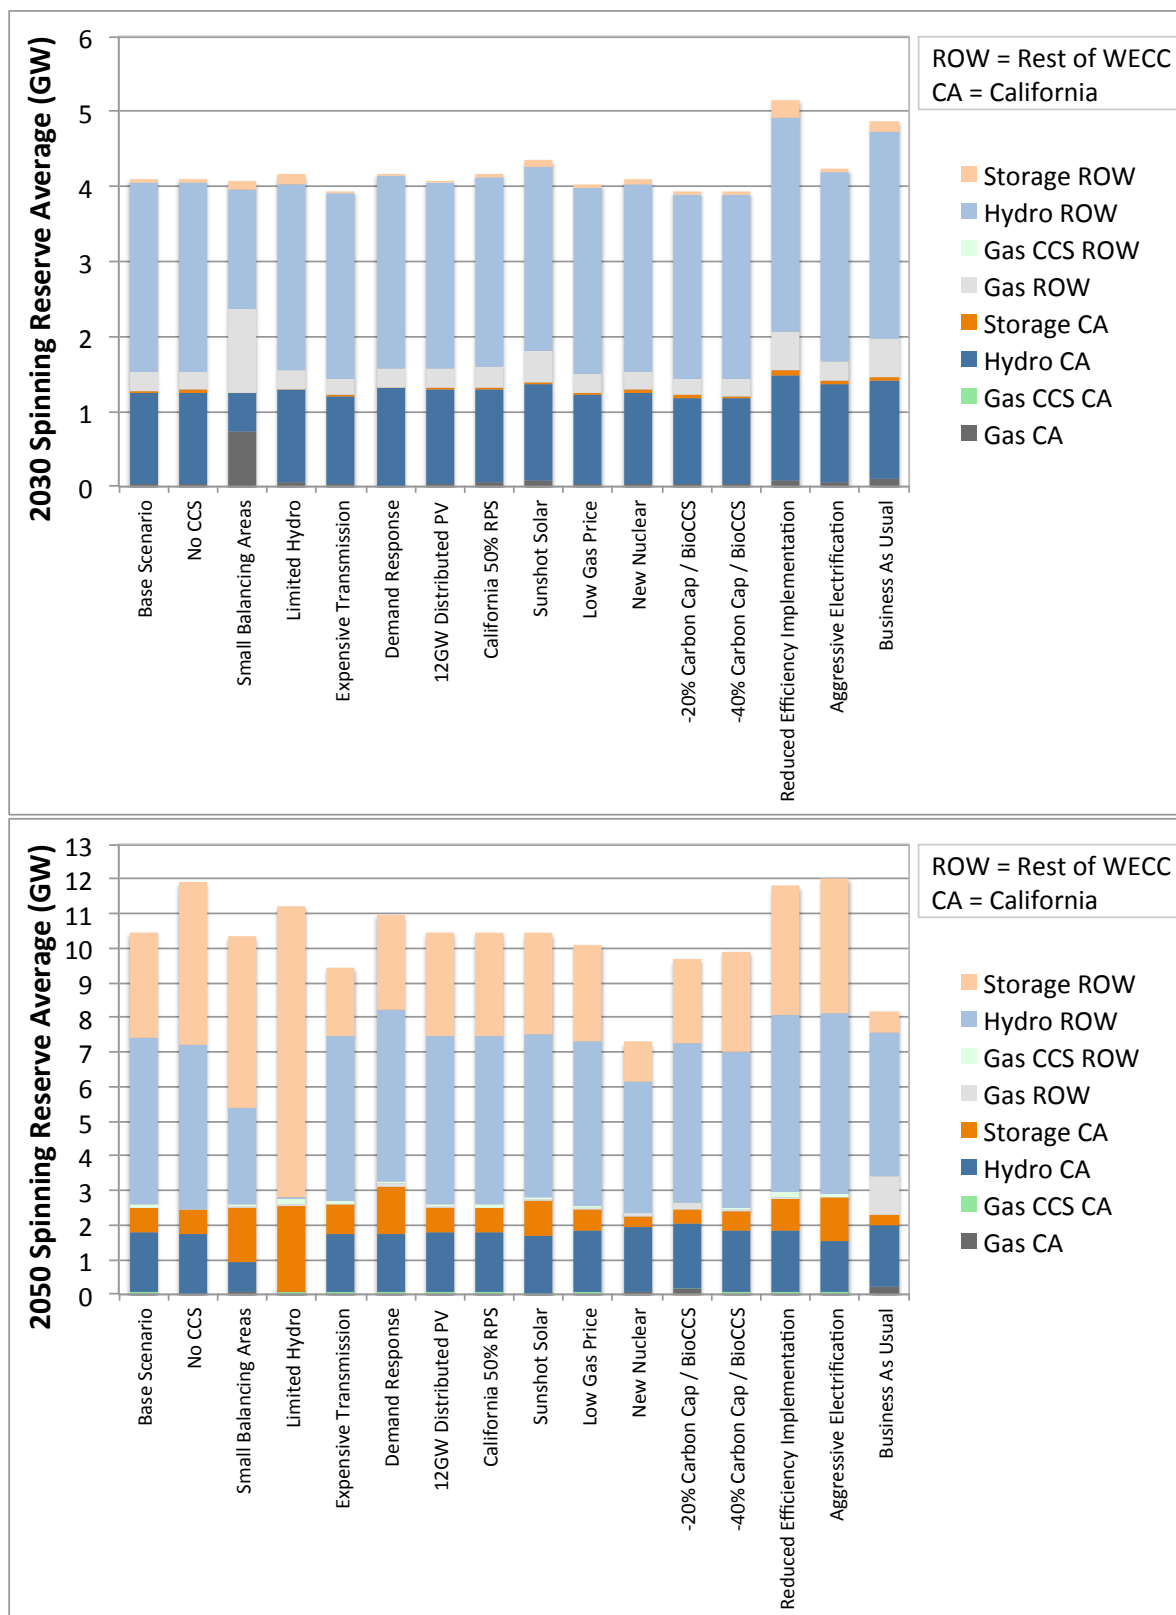 2030 Spinning Reserve Average (GW)
6
5
4
3
2
1
0
Base Scenario
No CCS
Small Balancing Areas
Limited Hydro
Expensive Transmission
Demand Response
12GW Distributed PV
California 50% RPS
Sunshot Solar
Low Gas Price
New Nuclear
-20% Carbon Cap / BioCCS
-40% Carbon Cap / BioCCS
Reduced Efficiency Implementation
Aggressive Electrification
Business As Usual
ROW = Rest of WECC
CA = California
Storage ROW
Hydro ROW
Gas CCS ROW
Gas ROW
Storage CA
Hydro CA
Gas CCS CA
Gas CA
2050 Spinning Reserve Average (GW)
13
12
11
10
9
8
7
6
5
4
3
2
1
0
Base Scenario
No CCS
Small Balancing Areas
Limited Hydro
Expensive Transmission
Demand Response
12GW Distributed PV
California 50% RPS
Sunshot Solar
Low Gas Price
New Nuclear
-20% Carbon Cap / BioCCS
-40% Carbon Cap / BioCCS
Reduced Efficiency Implementation
Aggressive Electrification
Business As Usual
ROW = Rest of WECC
CA = California
Storage ROW
Hydro ROW
Gas CCS ROW
Gas ROW
Storage CA
Hydro CA
Gas CCS CA
Gas CA